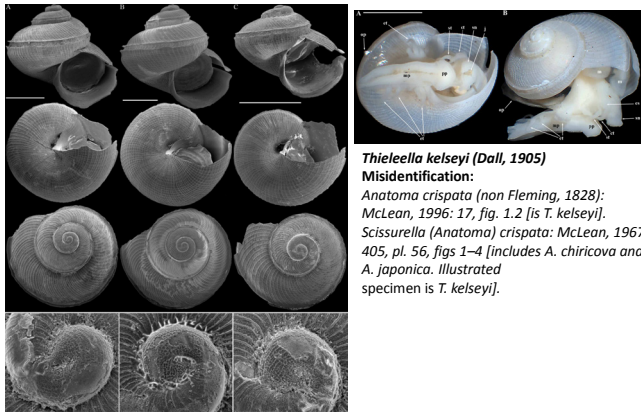 A B C
A B
Thieleella kelseyi (Dall, 1905)
Misidentification:
Anatoma crispata (non Fleming, 1828):
McLean, 1996: 17, fig. 1.2 [is T. kelseyi].
Scissurella (Anatoma) crispata: McLean, 1967
405, pl. 56, figs 1–4 [includes A. chiricova and
A. japonica. Illustrated
specimen is T. kelseyi].